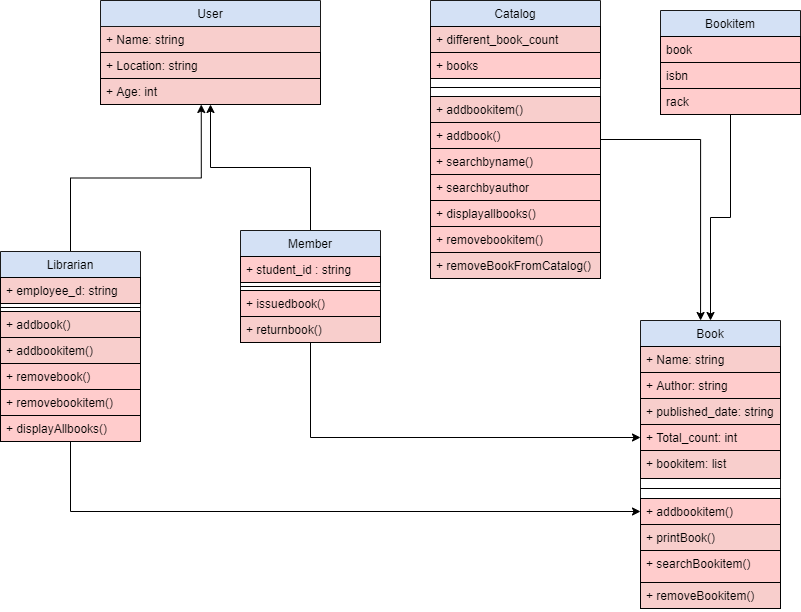 User
+ Name: string
+ Location: string
+ Age: int
Catalog
+ different_book_count
+ books
+ addbookitem()
+ addbook()
+ searchbyname()
+ searchbyauthor
+ displayallbooks()
+ removebookitem()
+ removeBookFromCatalog()
Bookitem
book
isbn
rack
Librarian
+ employee_d: string
+ addbook()
+ addbookitem()
+ removebook()
+ removebookitem()
+ displayAllbooks()
Member
+ student_id : string
+ issuedbook()
+ returnbook()
Book
+ Name: string
+ Author: string
+ published_date: string
+ Total_count: int
+ bookitem: list
+ addbookitem()
+ printBook()
+ searchBookitem()
+ removeBookitem()